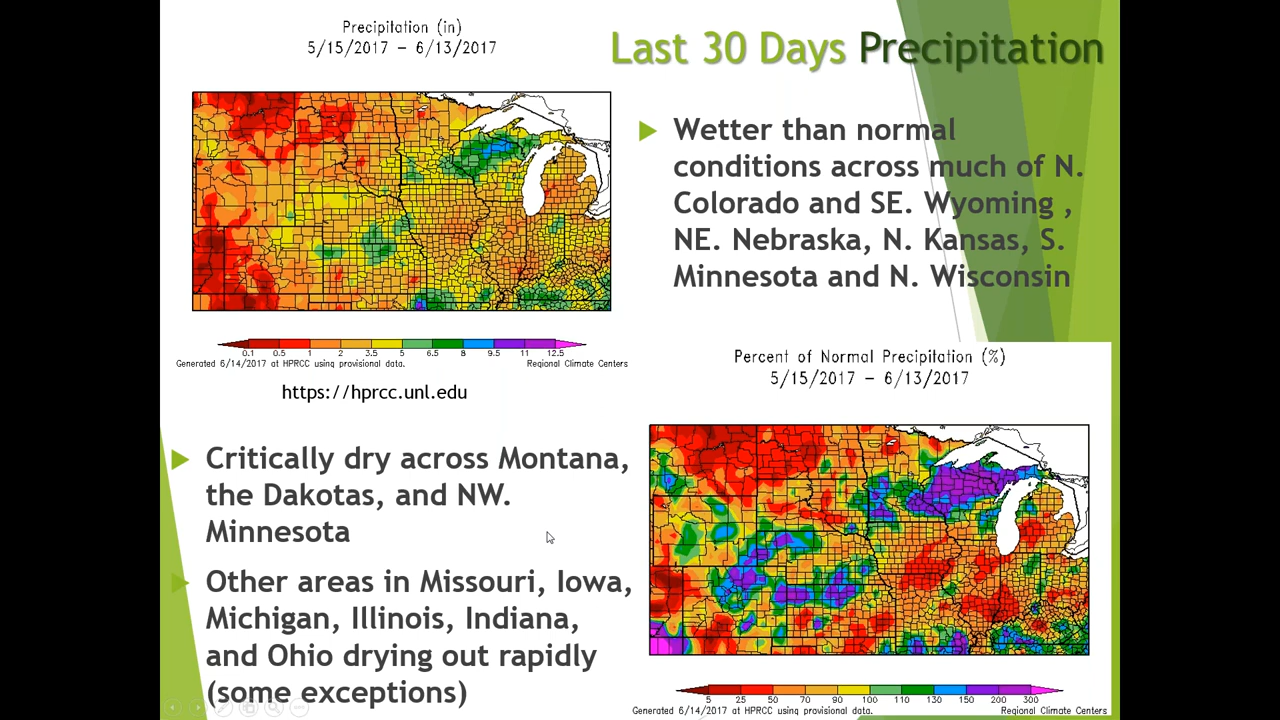 Precipitation (in)
5/15/2017 – 6/13/2017
Last 30 Days Precipitation
Wetter than normal
conditions across much of N.
Colorado and SE. Wyoming ,
NE. Nebraska, N. Kansas, S.
Minnesota and N. Wisconsin
0.1 0.5 1 2 3.5 5 6.5 8 9.5 11 12.5
Generated 6/14/2017 at HPRCC using provisional data. Regional Climate Centers
https://hprcc.unl.edu
Percent of Normal Precipitation (%)
5/15/2017 – 6/13/2017
Critically dry across Montana,
the Dakotas, and NW.
Minnesota
Other areas in Missouri, Iowa,
Michigan, Illinois, Indiana,
and Ohio drying out rapidly
(some exceptions)
5 25 50 70 90 100 110 130 150 200 300
Generated 6/14/2017 at HPRCC using provisional data. Regional Climate Centers